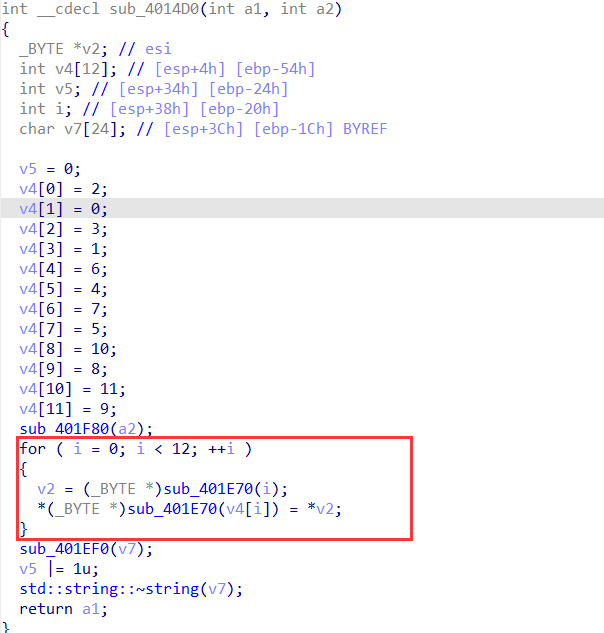 int __cdecl sub_4014D0(int a1, int a2)
{
  _BYTE *v2; // esi
  int v4[12]; // [esp+4h] [ebp-54h]
  int v5; // [esp+34h] [ebp-24h]
  int i; // [esp+38h] [ebp-20h]
  char v7[24]; // [esp+3Ch] [ebp-1Ch] BYREF

  v5 = 0;
  v4[0] = 2;
  v4[1] = 0;
  v4[2] = 3;
  v4[3] = 1;
  v4[4] = 6;
  v4[5] = 4;
  v4[6] = 7;
  v4[7] = 5;
  v4[8] = 10;
  v4[9] = 8;
  v4[10] = 11;
  v4[11] = 9;
  sub_401F80(a2);
  for ( i = 0; i < 12; ++i )
  {
    v2 = (_BYTE *)sub_401E70(i);
    *(_BYTE *)sub_401E70(v4[i]) = *v2;
  }
  sub_401EF0(v7);
  v5 |= 1u;
  std::string::~string(v7);
  return a1;
}